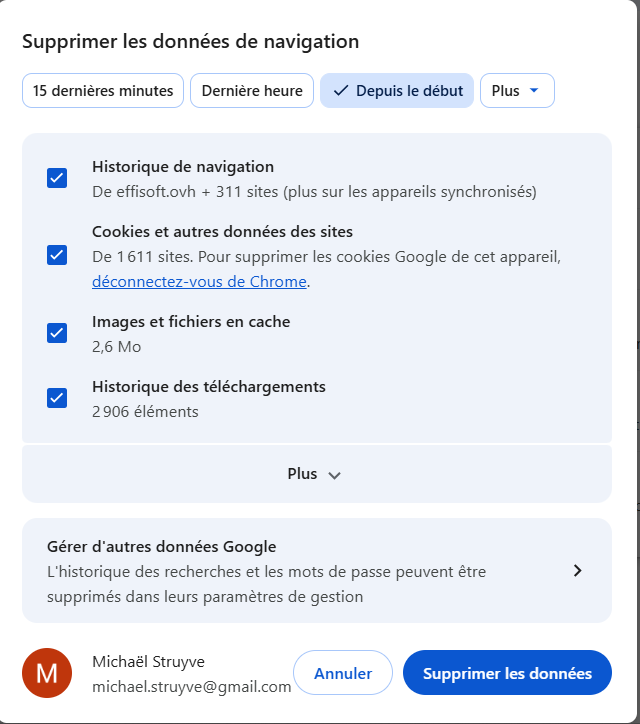 Supprimer les données de navigation
15 dernières minutes
Dernière heure
Depuis le début
Plus
Historique de navigation
De effisoft.ovh + 311 sites (plus sur les appareils synchronisés)
Cookies et autres données des sites
De 1 611 sites. Pour supprimer les cookies Google de cet appareil,
déconnectez-vous de Chrome.
Images et fichiers en cache
2,6 Mo
Historique des téléchargements
2 906 éléments
Plus
Gérer d'autres données Google
L'historique des recherches et les mots de passe peuvent être
supprimés dans leurs paramètres de gestion
M
Michaël Struyve
michael.struyve@gmail.com
Annuler
Supprimer les données